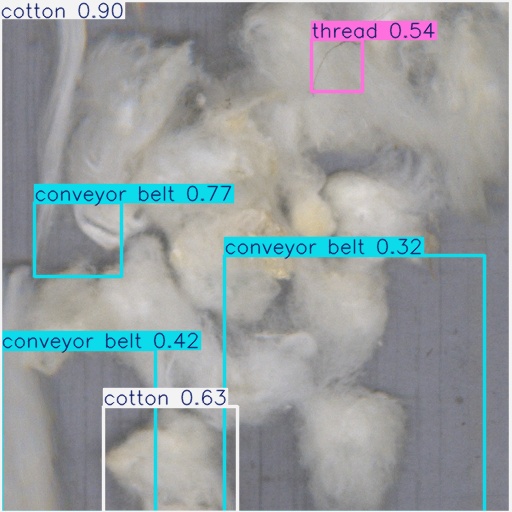 cotton 0.90
thread 0.54
conveyor belt 0.77
conveyor belt 0.32
conveyor belt 0.42
cotton 0.63